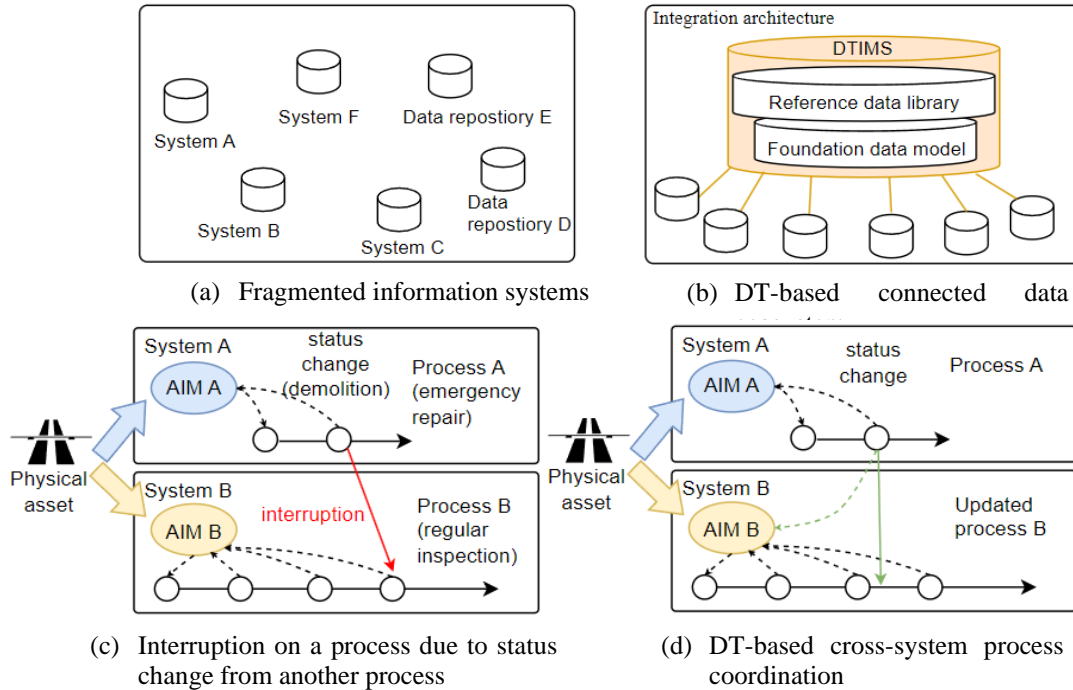 System F
Data repostiory E
System A
System B
System C
Data
repostiory D
(a) Fragmented information systems
Integration architecture
DTIMS
Reference data library
Foundation data model
(b) DT-based connected data
System A
AIM A
status
change
(demolition)
Process A
(emergency
repair)
Physical
asset
System B
AIM B
interruption
Process B
(regular
inspection)
(c) Interruption on a process due to status
change from another process
System A
AIM A
status
change
Process A
Physical
asset
System B
AIM B
Updated
process B
(d) DT-based cross-system process
coordination